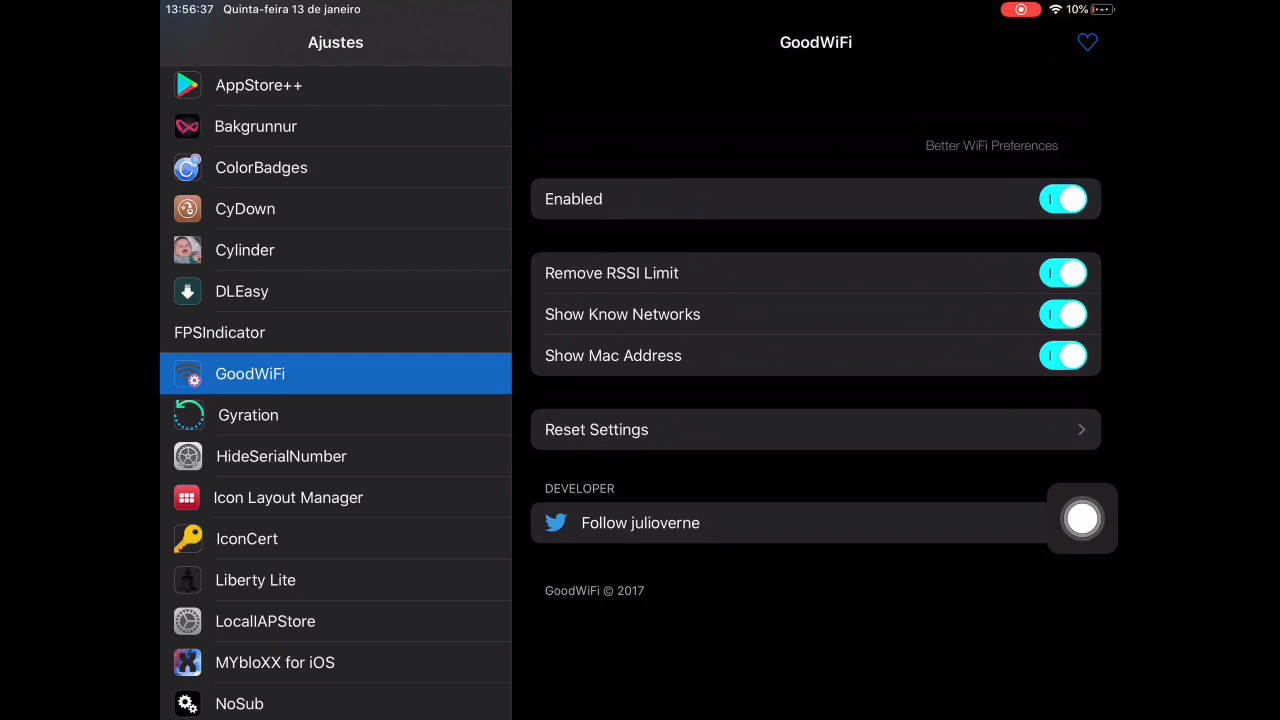 13:56:37 Quinta-feira 13 de janeiro
10%
Ajustes
AppStore++
Bakgrunnur
ColorBadges
CyDown
Cylinder
DLEasy
FPSIndicator
GoodWiFi
Gyration
HideSerialNumber
Icon Layout Manager
IconCert
Liberty Lite
LocalIAPStore
MYbloXX for iOS
NoSub
GoodWiFi
Better WiFi Preferences
Enabled
Remove RSSI Limit
Show Know Networks
Show Mac Address
Reset Settings
DEVELOPER
Follow julioverne
GoodWiFi © 2017